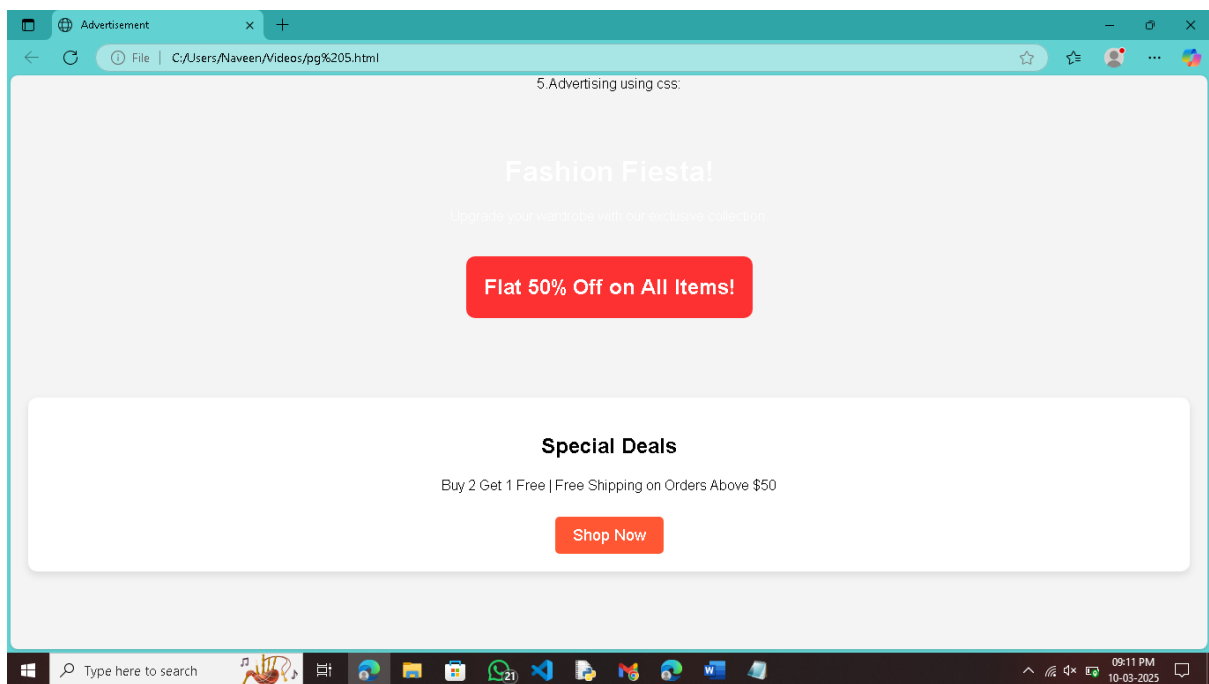 Advertisement
File | C:/Users/Naveen/Videos/pg%205.html
5.Advertising using css:
Fashion Fiesta!
Upgrade your wardrobe with our exclusive collection
Flat 50% Off on All Items!
Special Deals
Buy 2 Get 1 Free | Free Shipping on Orders Above $50
Shop Now
Type here to search
21
09:11 PM
10-03-2025